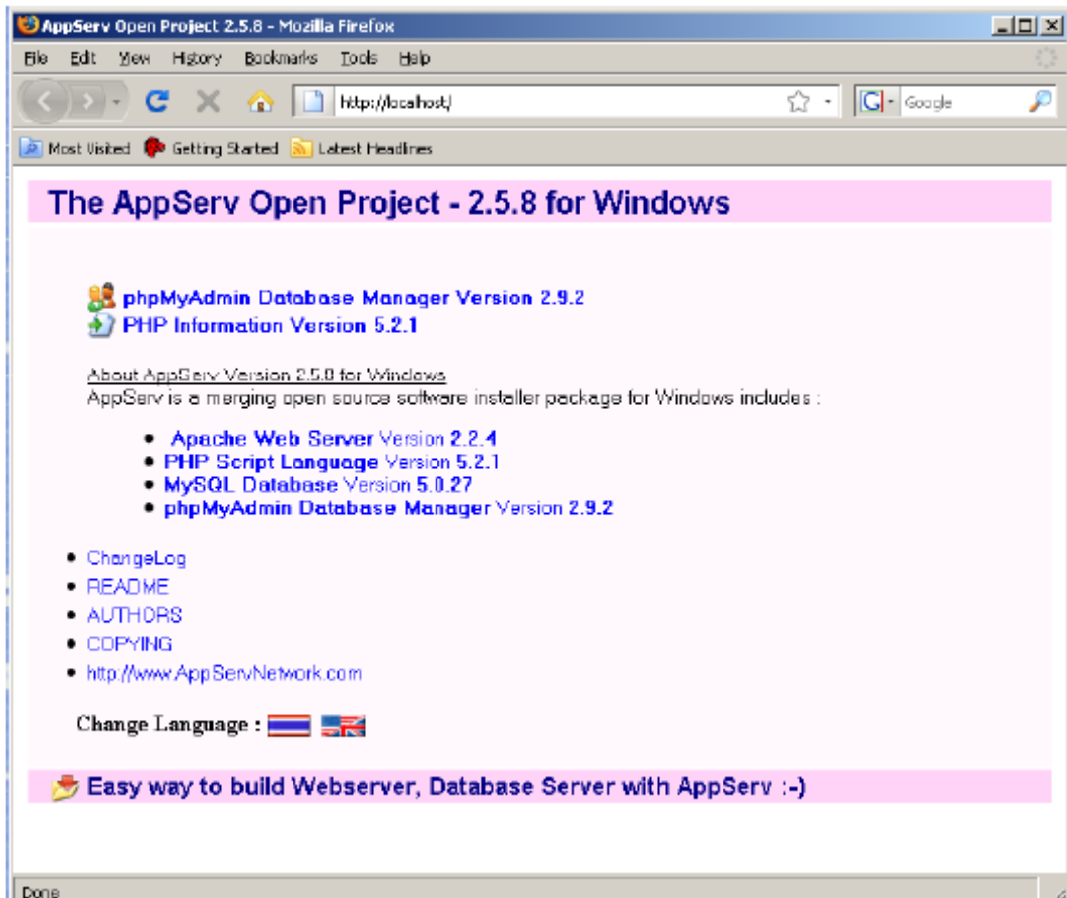 AppServ Open Project 2.5.8 - Mozilla Firefox
File Edit View History Bookmarks Tools Help
http://localhost/ Google
Most Visited Getting Started Latest Headlines
The AppServ Open Project - 2.5.8 for Windows
phpMyAdmin Database Manager Version 2.9.2
PHP Information Version 5.2.1
About AppServ Version 2.5.8 for Windows
AppServ is a merging open source software installer package for Windows includes :
Apache Web Server Version 2.2.4
PHP Script Language Version 5.2.1
MySQL Database Version 5.0.27
phpMyAdmin Database Manager Version 2.9.2
ChangeLog
README
AUTHORS
COPYING
http://www.AppServNetwork.com
Change Language :
Easy way to build Webserver, Database Server with AppServ :-)
Done